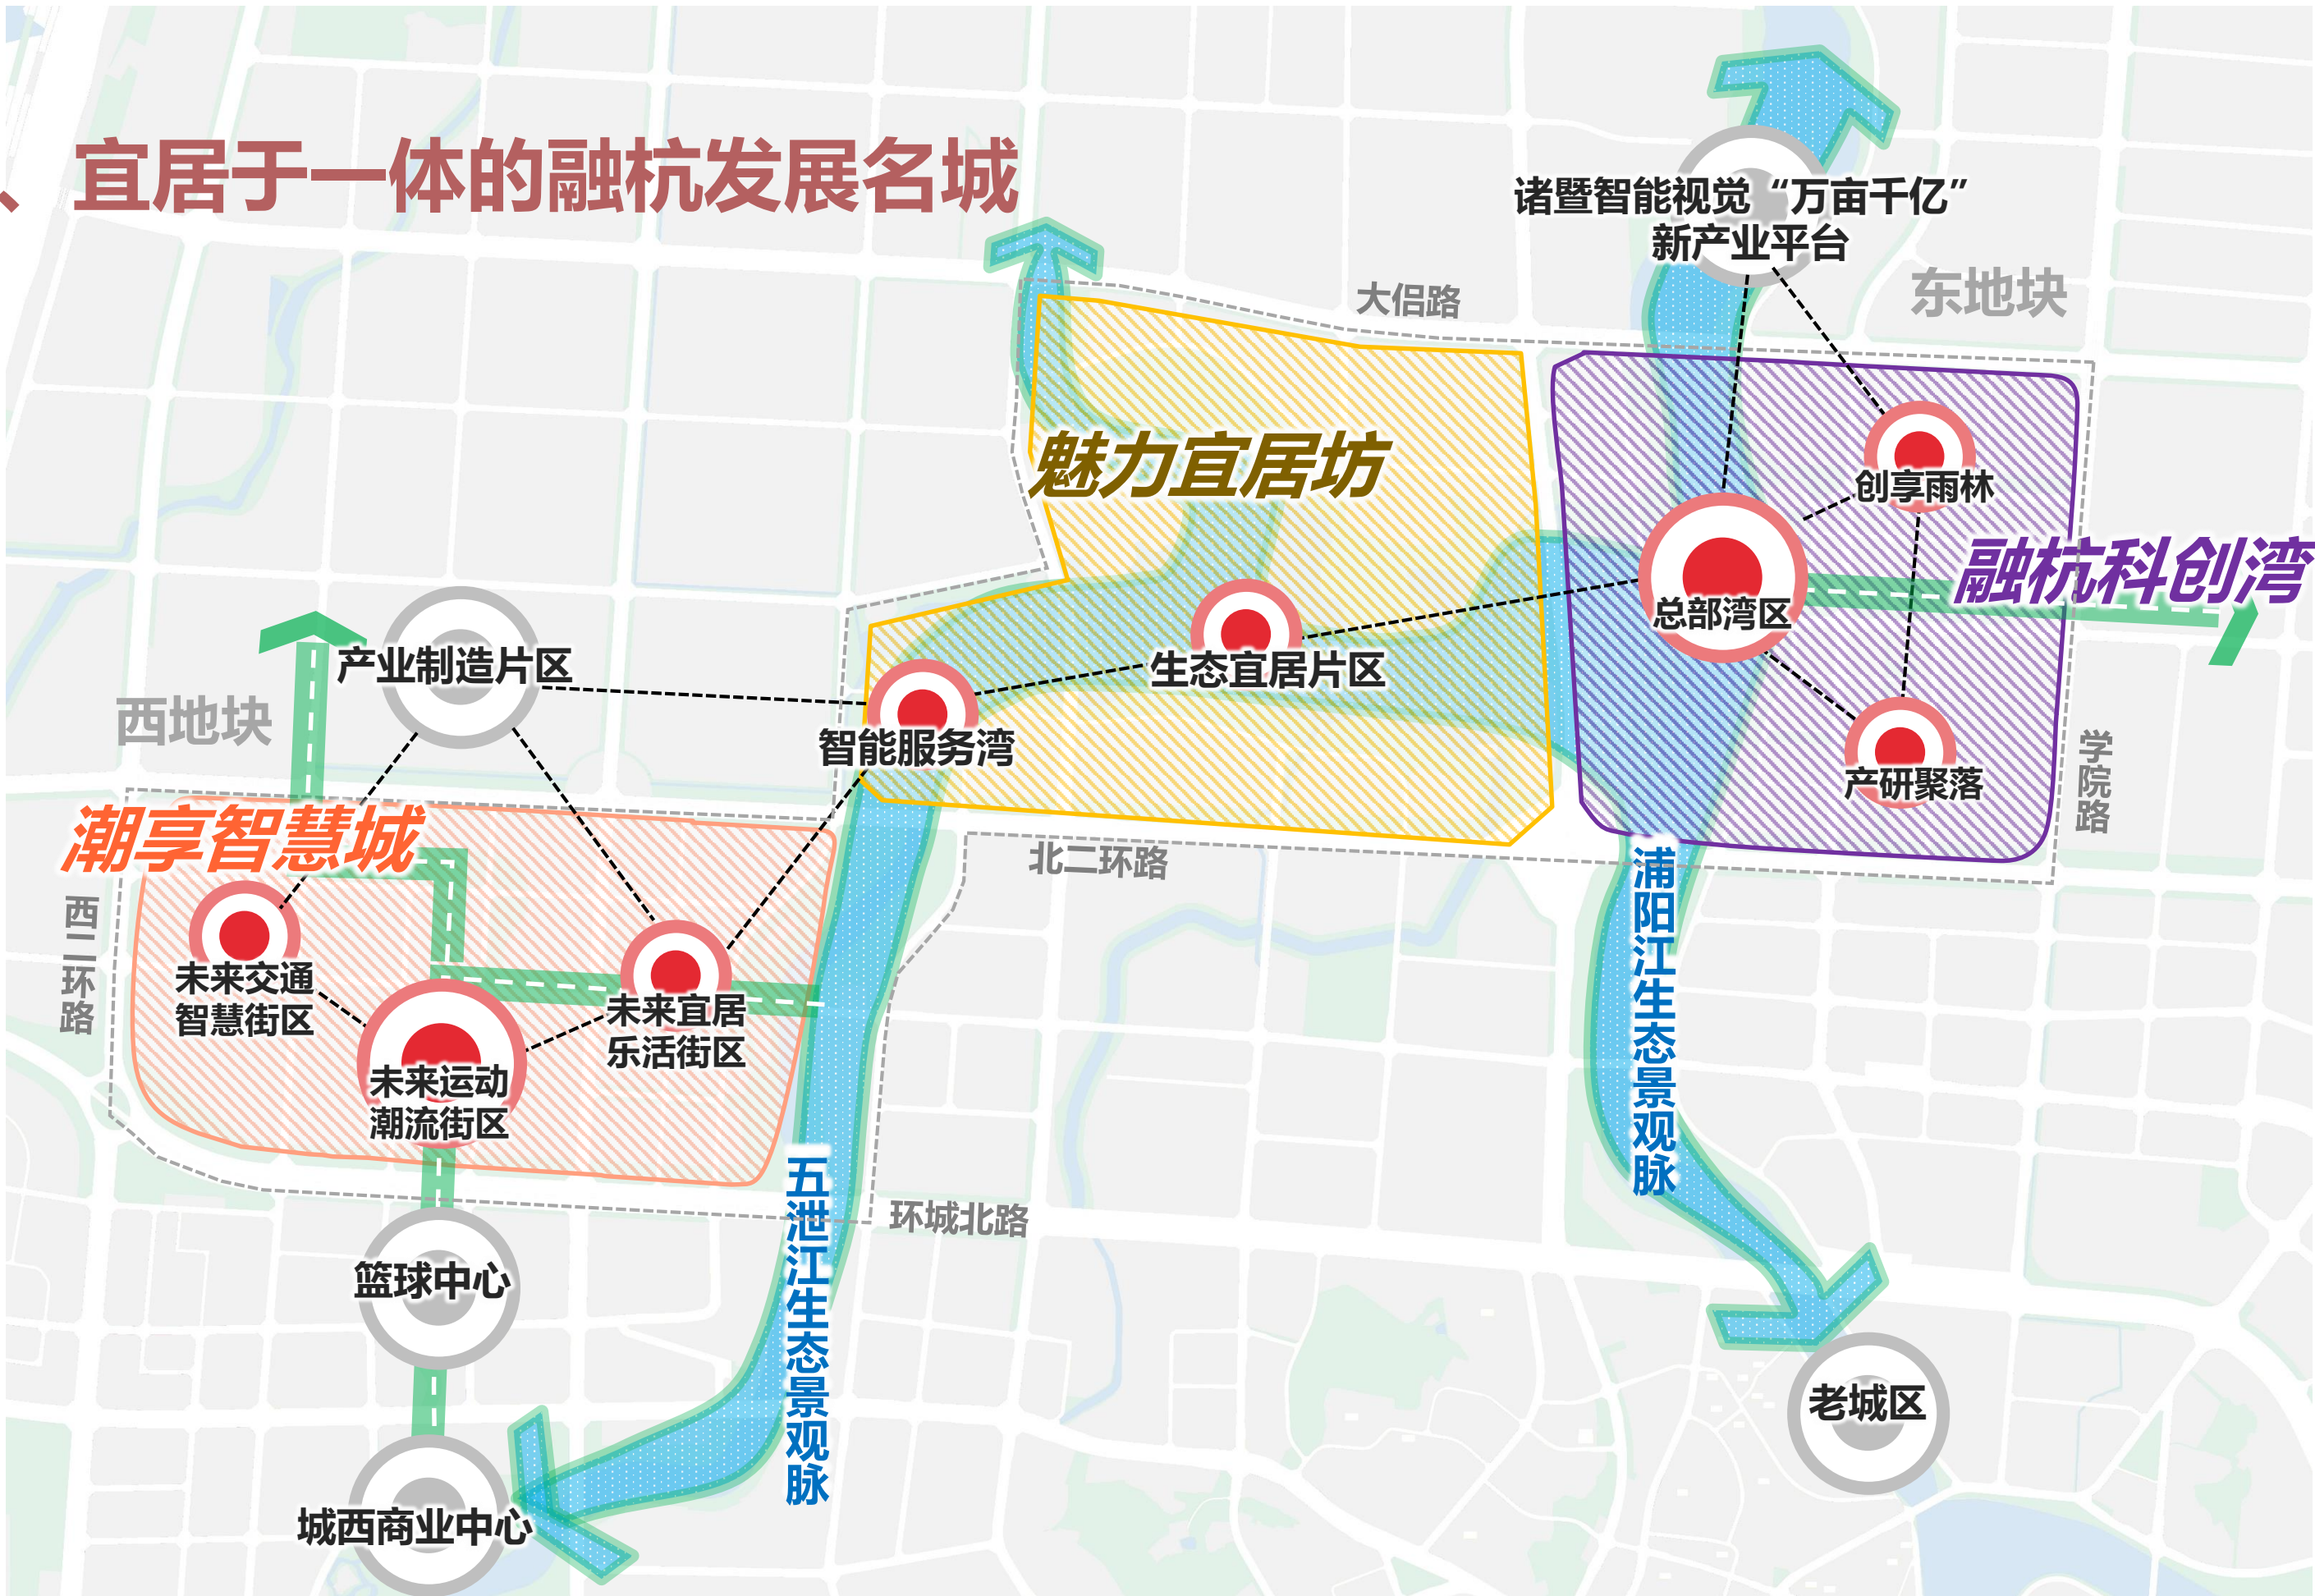 、宜居于一体的融杭发展名城
诸暨智能视觉“万亩千亿”
新产业平台
东地块
大侣路
魅力宜居坊
创享雨林
融杭科创湾
总部湾区
产业制造片区
生态宜居片区
西地块
智能服务湾
学院路
产研聚落
潮享智慧城
北二环路
西二环路
浦阳江生态景观脉
未来交通
智慧街区
未来宜居
乐活街区
未来运动
潮流街区
五泄江生态景观脉
环城北路
篮球中心
老城区
城西商业中心